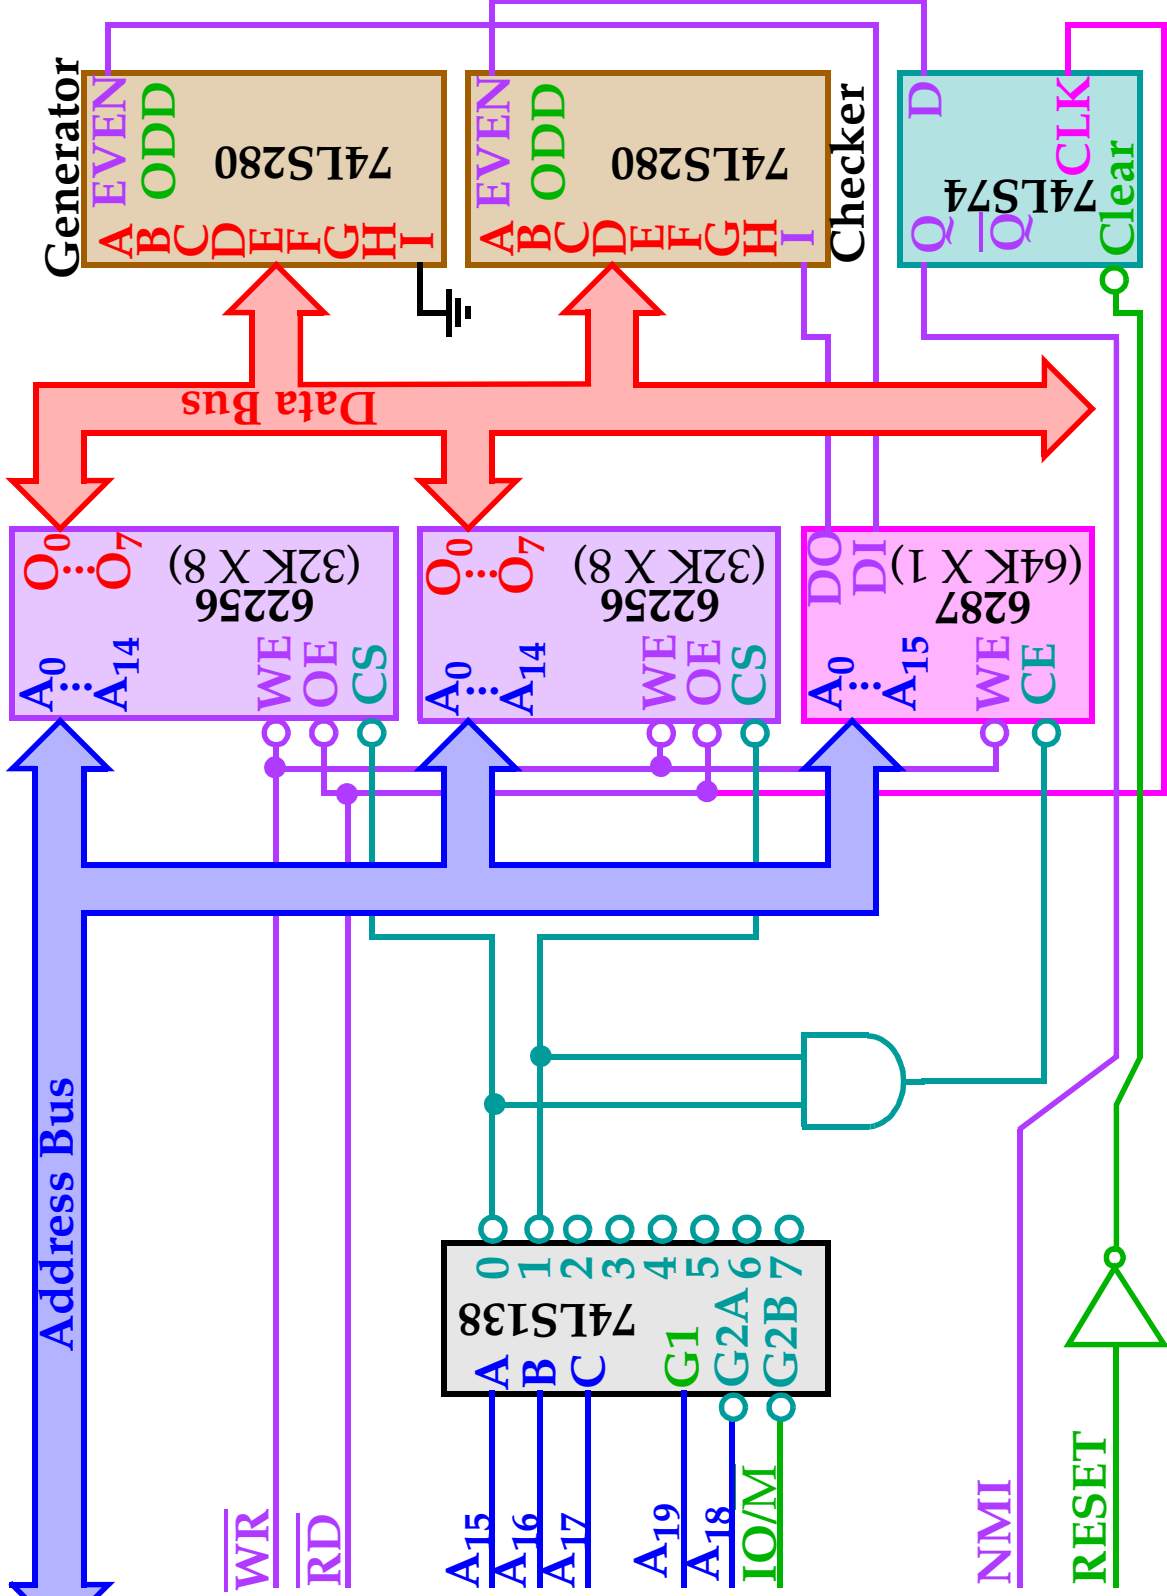 Generator
EVEN
ODD
74LS280
A
B
C
D
E
F
G
H
I
EVEN
ODD
74LS280
A
B
C
D
E
F
G
H
I
Checker
D
CLK
74LS74
Q
Q
Clear
Data Bus
O0
O7
(32K X 8)
62256
A0
A14
WE
OE
CS
O0
O7
(32K X 8)
62256
A0
A14
WE
OE
CS
DO
DI
(64K X 1)
6287
A0
A15
WE
CE
Address Bus
0
1
2
3
4
5
6
7
74LS138
A
B
C
G1
G2A
G2B
WR
RD
A15
A16
A17
A19
A18
IO/M
NMI
RESET